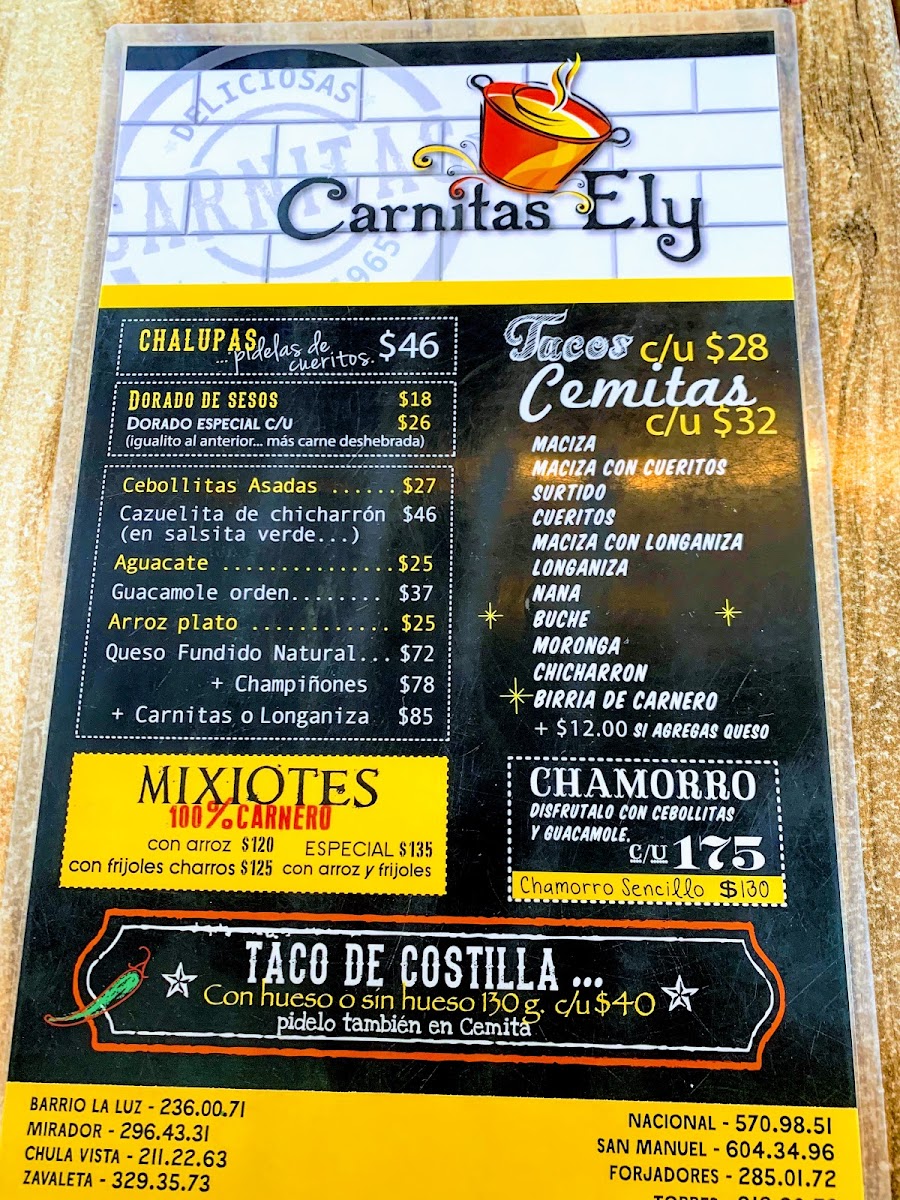 DELICIOSAS
CARNITAS
1965
Carnitas Ely
CHALUPAS
...pidelas de
cueritos. $46
DORADO DE SESOS $18
DORADO ESPECIAL C/U $26
(igualito al anterior... más carne deshebrada)
Cebollitas Asadas ...... $27
Cazuelita de chicharrón $46
(en salsita verde...)
Aguacate ............... $25
Guacamole orden........ $37
Arroz plato ............ $25
Queso Fundido Natural... $72
+ Champiñones $78
+ Carnitas o Longaniza $85
MIXIOTES
100% CARNERO
con arroz $120 ESPECIAL $135
con frijoles charros $125 con arroz y frijoles
Tacos c/u $28
Cemitas
c/u $32
MACIZA
MACIZA CON CUERITOS
SURTIDO
CUERITOS
MACIZA CON LONGANIZA
LONGANIZA
NANA
BUCHE
MORONGA
CHICHARRON
BIRRIA DE CARNERO
+ $12.00 SI AGREGAS QUESO
CHAMORRO
DISFRUTALO CON CEBOLLITAS
Y GUACAMOLE.
C/U 175
Chamorro Sencillo $130
TACO DE COSTILLA ...
Con hueso o sin hueso 130 g. c/u $40
pidelo también en Cemita
BARRIO LA LUZ - 236.00.71
MIRADOR - 296.43.31
CHULA VISTA - 211.22.63
ZAVALETA - 329.35.73
NACIONAL - 570.98.51
SAN MANUEL - 604.34.96
FORJADORES - 285.01.72